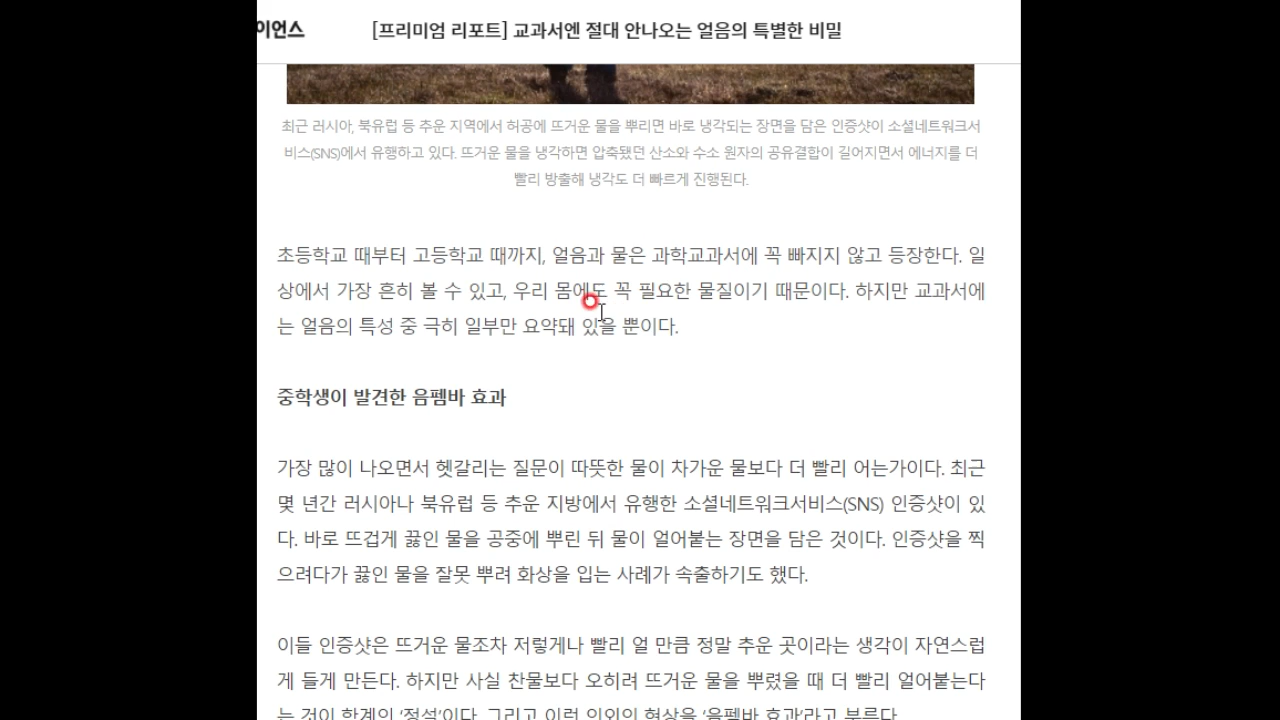 이언스
[프리미엄 리포트] 교과서엔 절대 안나오는 얼음의 특별한 비밀
최근 러시아, 북유럽 등 추운 지역에서 허공에 뜨거운 물을 뿌리면 바로 냉각되는 장면을 담은 인증샷이 소셜네트워크서
비스(SNS)에서 유행하고 있다. 뜨거운 물을 냉각하면 압축됐던 산소와 수소 원자의 공유결합이 길어지면서 에너지를 더
빨리 방출해 냉각도 더 빠르게 진행된다.
초등학교 때부터 고등학교 때까지, 얼음과 물은 과학교과서에 꼭 빠지지 않고 등장한다. 일
상에서 가장 흔히 볼 수 있고, 우리 몸에도 꼭 필요한 물질이기 때문이다. 하지만 교과서에
는 얼음의 특성 중 극히 일부만 요약돼 있을 뿐이다.
중학생이 발견한 음펨바 효과
가장 많이 나오면서 헷갈리는 질문이 따뜻한 물이 차가운 물보다 더 빨리 어는가이다. 최근
몇 년간 러시아나 북유럽 등 추운 지방에서 유행한 소셜네트워크서비스(SNS) 인증샷이 있
다. 바로 뜨겁게 끓인 물을 공중에 뿌린 뒤 물이 얼어붙는 장면을 담은 것이다. 인증샷을 찍
으려다가 끓인 물을 잘못 뿌려 화상을 입는 사례가 속출하기도 했다.
이들 인증샷은 뜨거운 물조차 저렇게나 빨리 얼 만큼 정말 추운 곳이라는 생각이 자연스럽
게 들게 만든다. 하지만 사실 찬물보다 오히려 뜨거운 물을 뿌렸을 때 더 빨리 얼어붙는다
는 것이 학계의 ‘정설’이다. 그리고 이런 의외의 현상을 ‘음펨바 효과’라고 부른다.